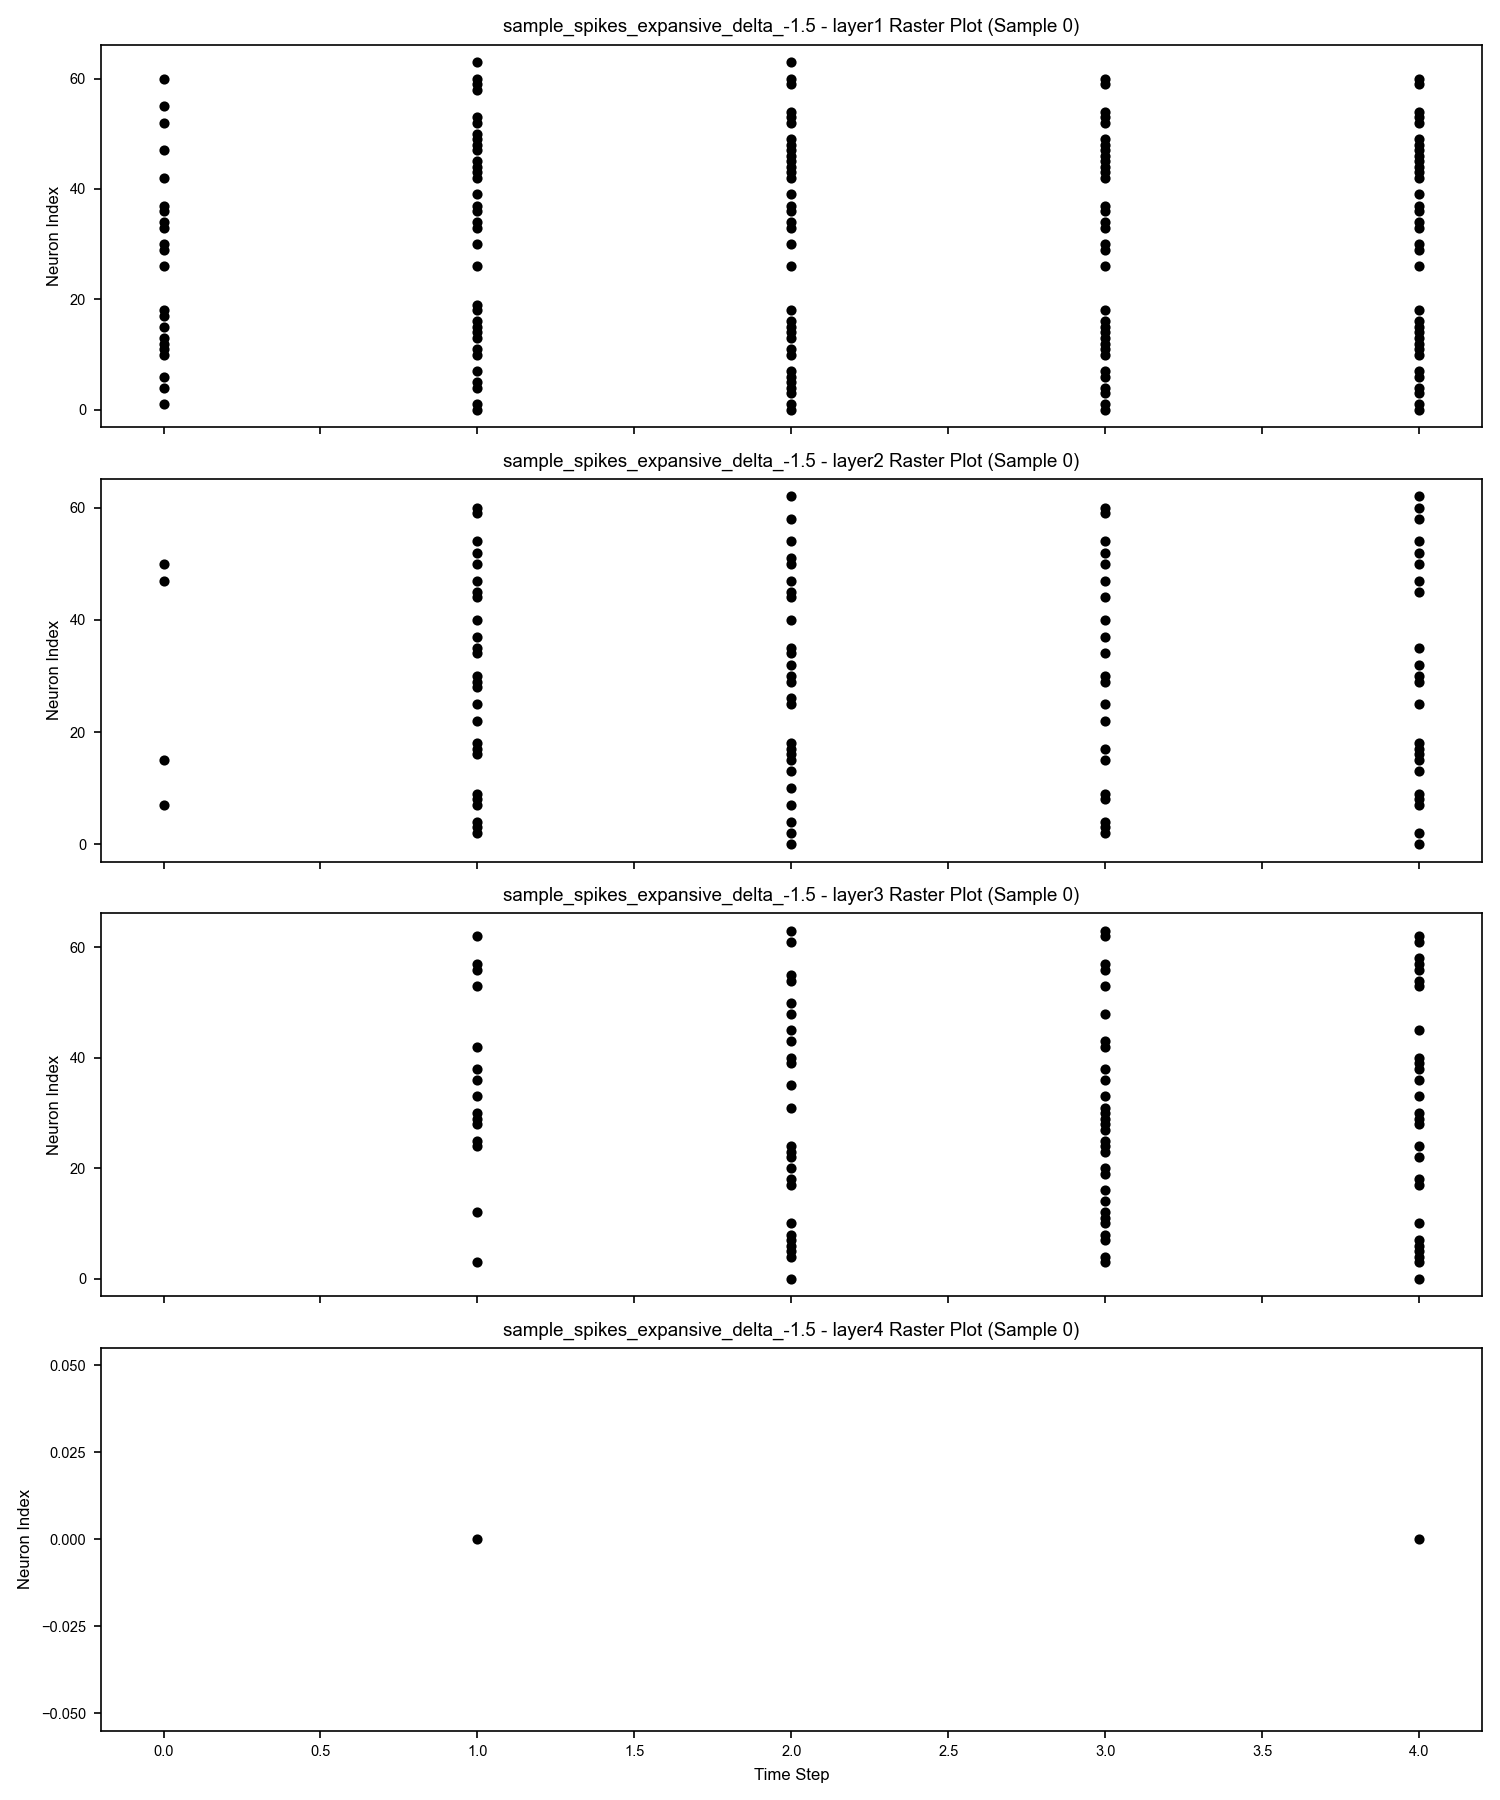 sample_spikes_expansive_delta_-1.5 - layer1 Raster Plot (Sample 0)
60
40
20
0
Neuron Index
sample_spikes_expansive_delta_-1.5 - layer2 Raster Plot (Sample 0)
60
40
20
0
Neuron Index
sample_spikes_expansive_delta_-1.5 - layer3 Raster Plot (Sample 0)
60
40
20
0
Neuron Index
sample_spikes_expansive_delta_-1.5 - layer4 Raster Plot (Sample 0)
0.050
0.025
0.000
−0.025
−0.050
Neuron Index
0.0 0.5 1.0 1.5 2.0 2.5 3.0 3.5 4.0
Time Step